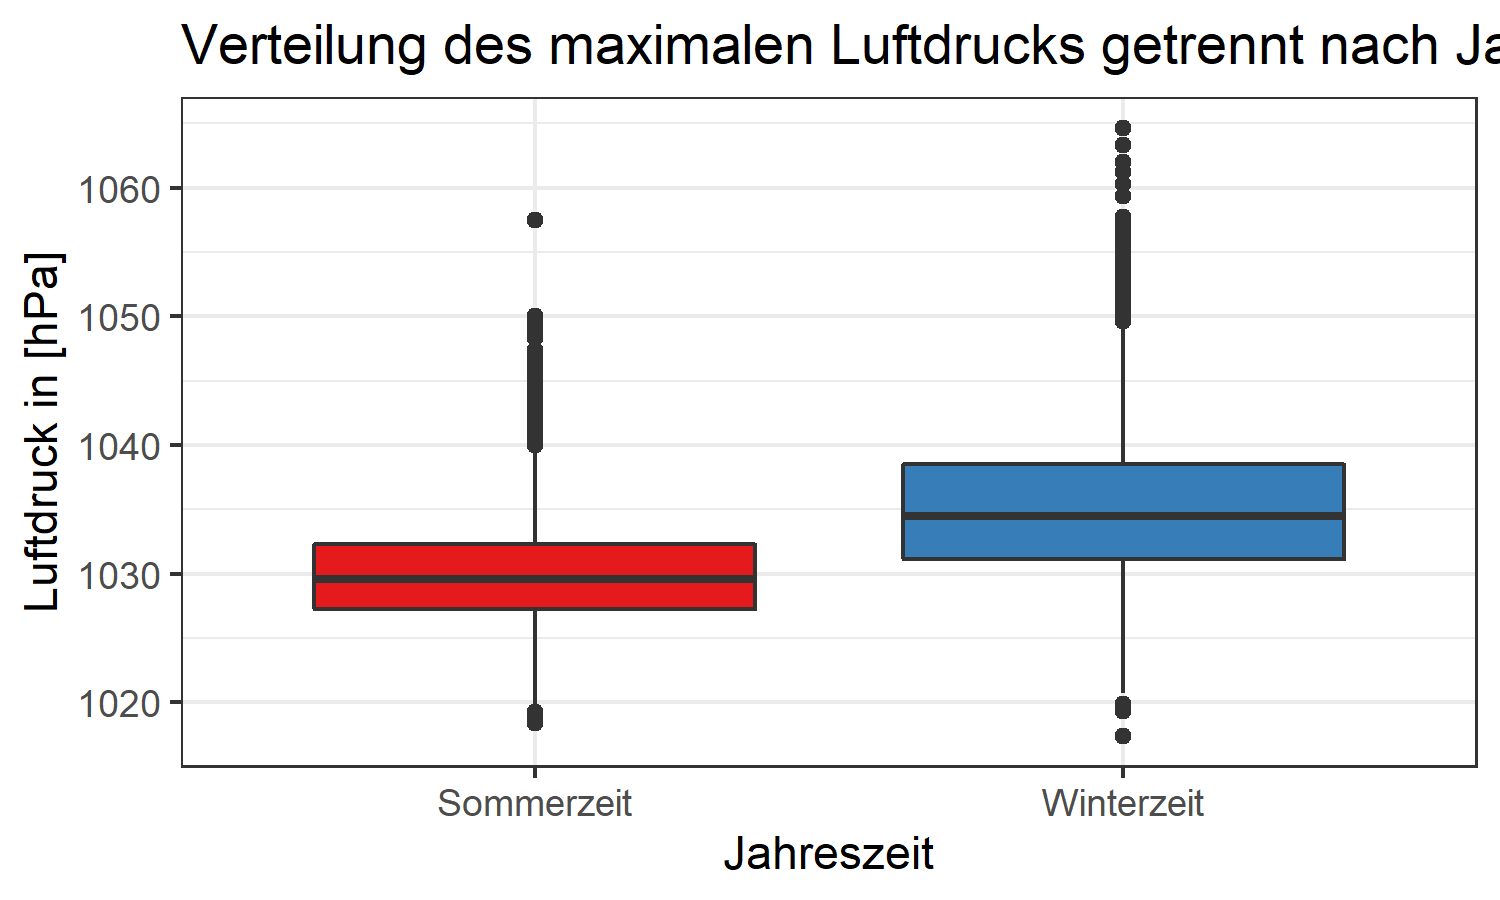 Verteilung des maximalen Luftdrucks getrennt nach Ja
Luftdruck in [hPa]
1060
1050
1040
1030
1020
Sommerzeit Winterzeit
Jahreszeit